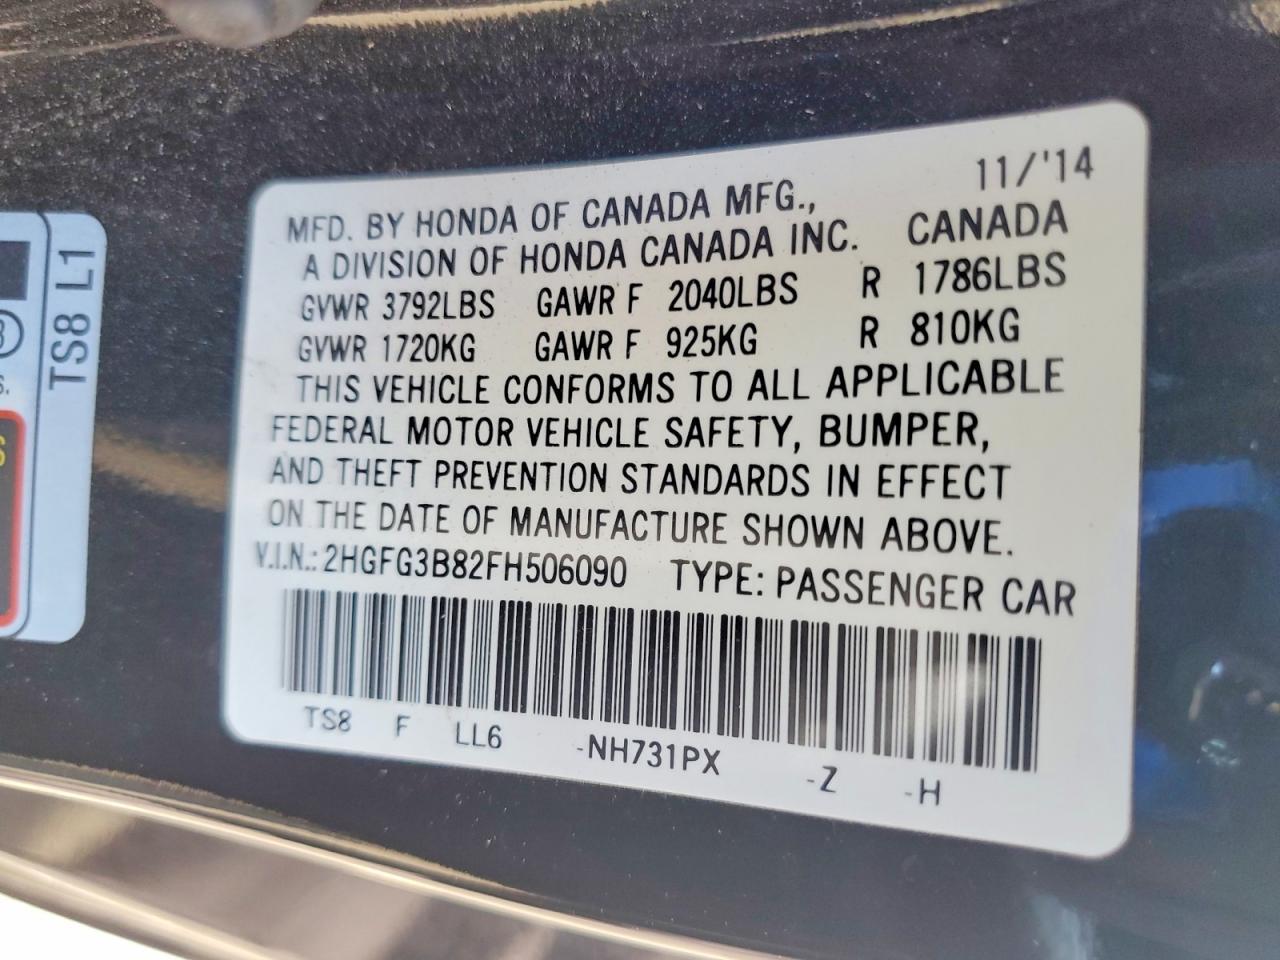 11/'14
MFD. BY HONDA OF CANADA MFG.,
A DIVISION OF HONDA CANADA INC. CANADA
GVWR 3792LBS GAWR F 2040LBS R 1786LBS
GVWR 1720KG GAWR F 925KG R 810KG
THIS VEHICLE CONFORMS TO ALL APPLICABLE
FEDERAL MOTOR VEHICLE SAFETY, BUMPER,
AND THEFT PREVENTION STANDARDS IN EFFECT
ON THE DATE OF MANUFACTURE SHOWN ABOVE.
V.I.N.: 2HGFG3B82FH506090 TYPE: PASSENGER CAR
TS8 F LL6 -NH731PX -Z -H
TS8 L1